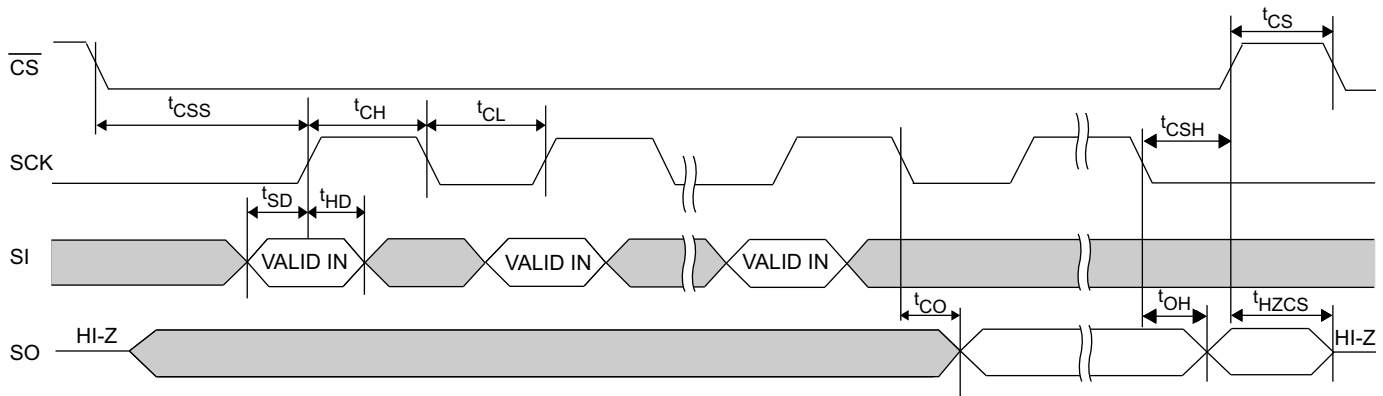 tCS
CS
tCSS
tCH
tCL
tCSH
SCK
tSD
tHD
SI
VALID IN
VALID IN
VALID IN
tCO
tOH
tHZCS
SO
HI-Z
HI-Z